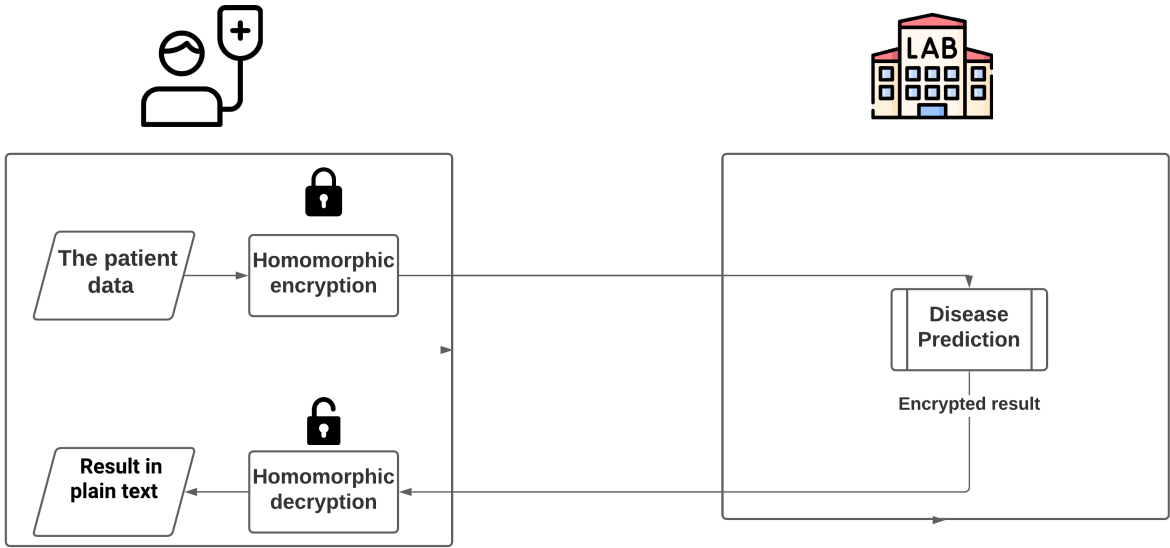 LAB
The patient
data
Homomorphic
encryption
Disease
Prediction
Encrypted result
Result in
plain text
Homomorphic
decryption